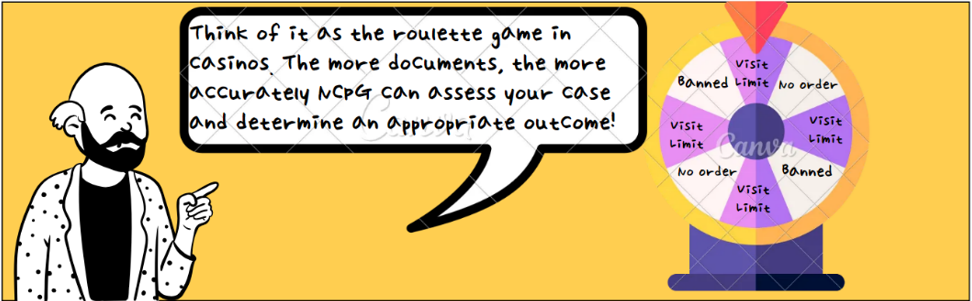 Think of it as the roulette game in
casinos. The more documents, the more
accurately NCPG can assess your case
and determine an appropriate outcome!
Visit
Limit
No order
Visit
Limit
Banned
Visit
Limit
No order
Visit
Limit
Banned
Canva
Canva